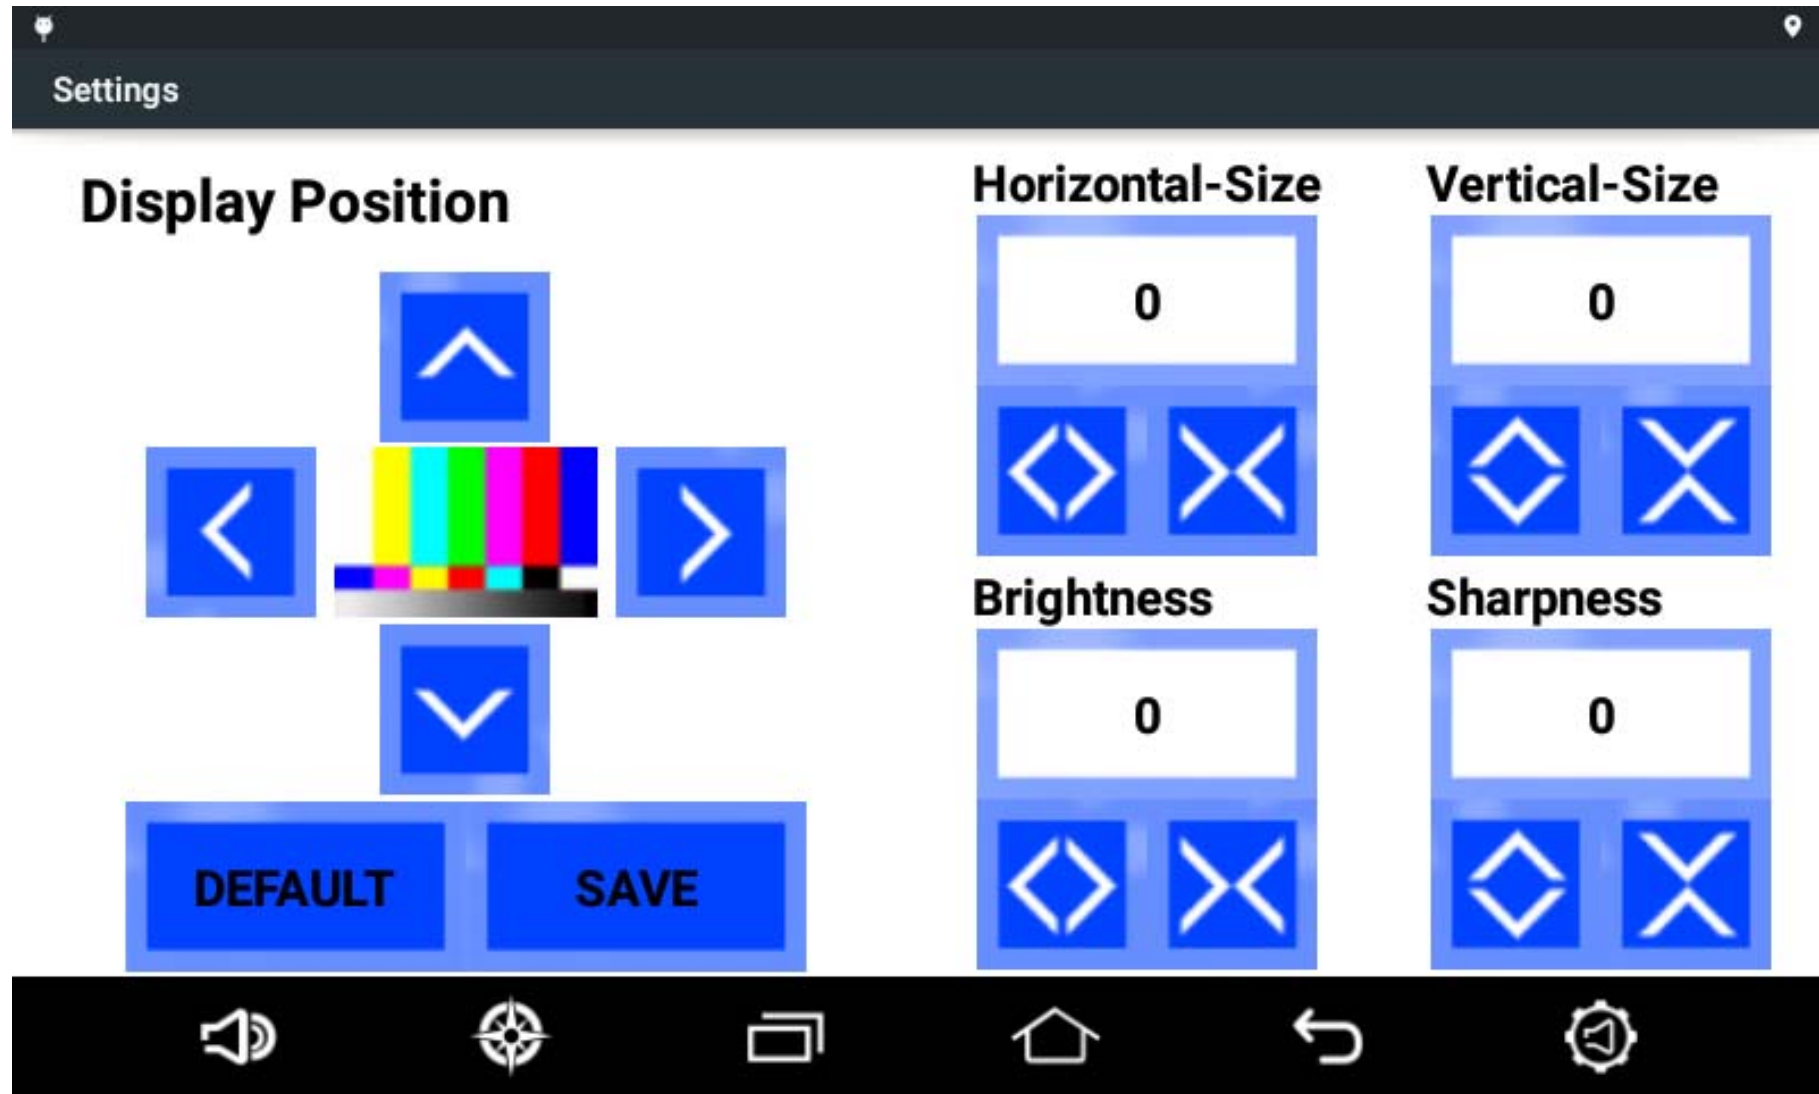 Settings
Display Position
DEFAULT
SAVE
Horizontal-Size
0
Vertical-Size
0
Brightness
0
Sharpness
0